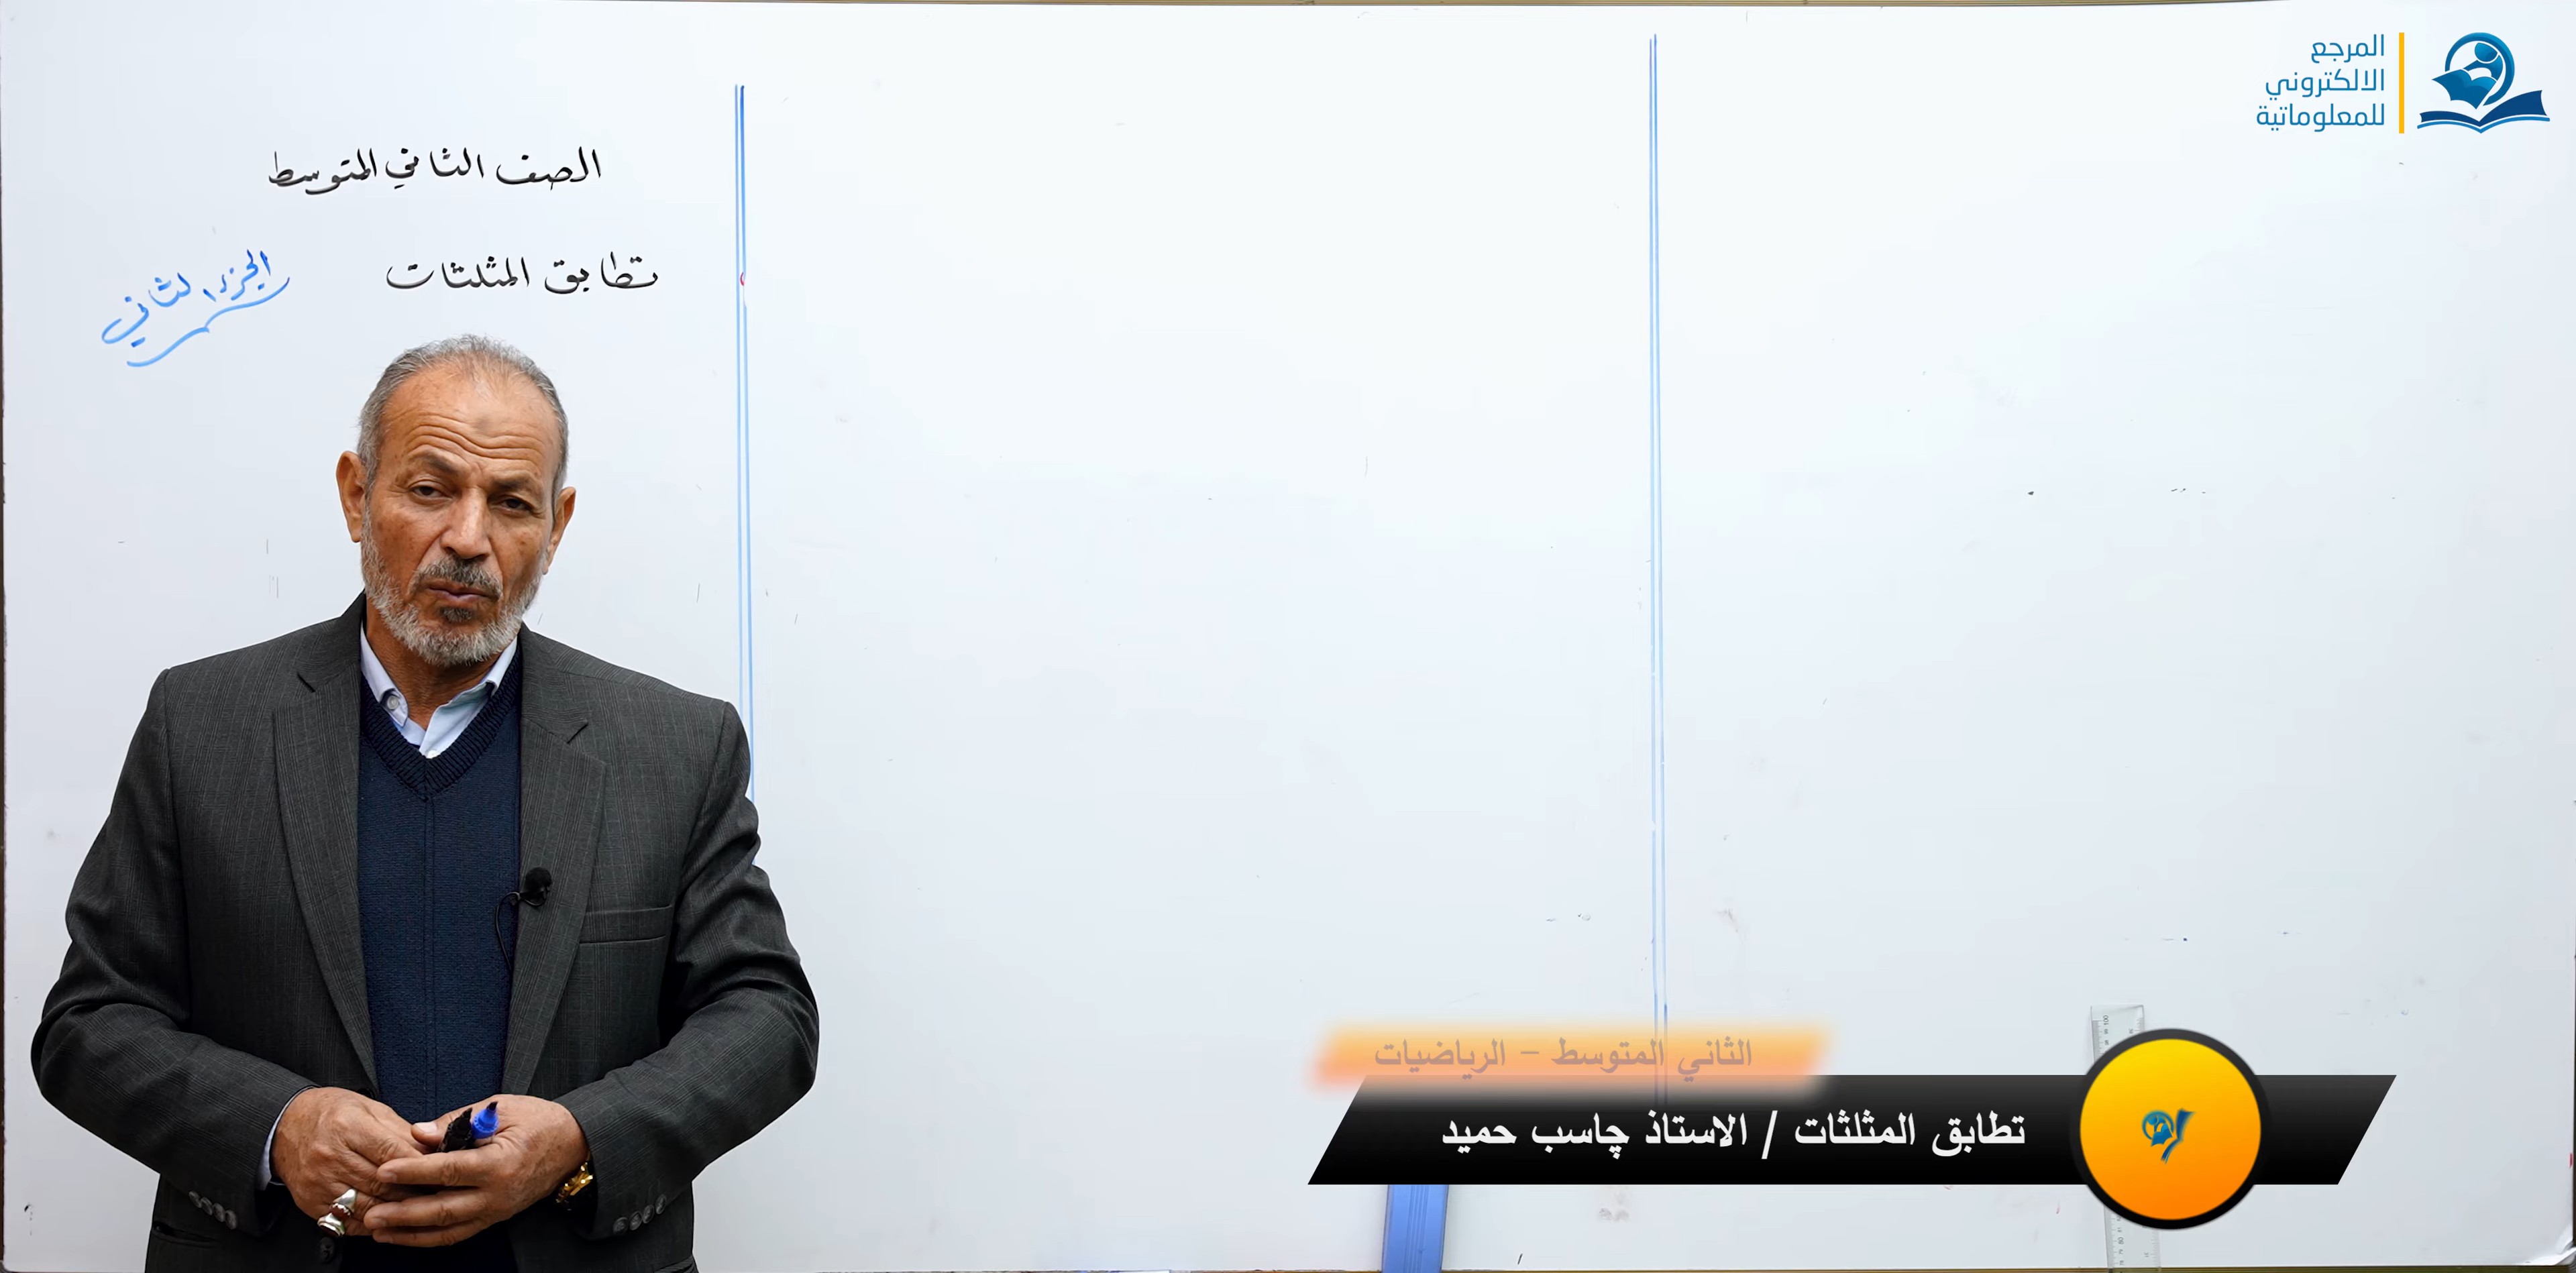 المرجع
الالكتروني
للمعلوماتية
الصف الثاني المتوسط
تطابق المثلثات
الجزء الثاني
الثاني المتوسط – الرياضيات
تطابق المثلثات / الاستاذ چاسب حميد